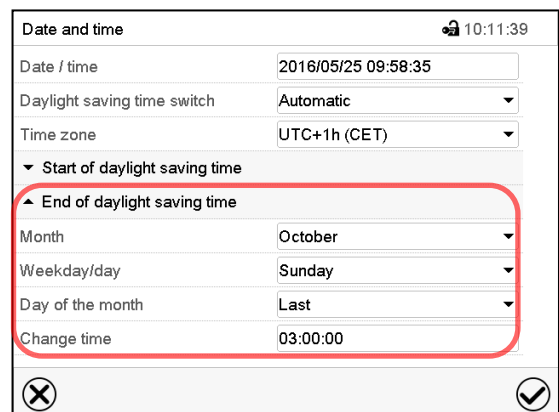 Date and time 10:11:39
Date / time 2016/05/25 09:58:35
Daylight saving time switch Automatic
Time zone UTC+1h (CET)
Start of daylight saving time
End of daylight saving time
Month October
Weekday/day Sunday
Day of the month Last
Change time 03:00:00